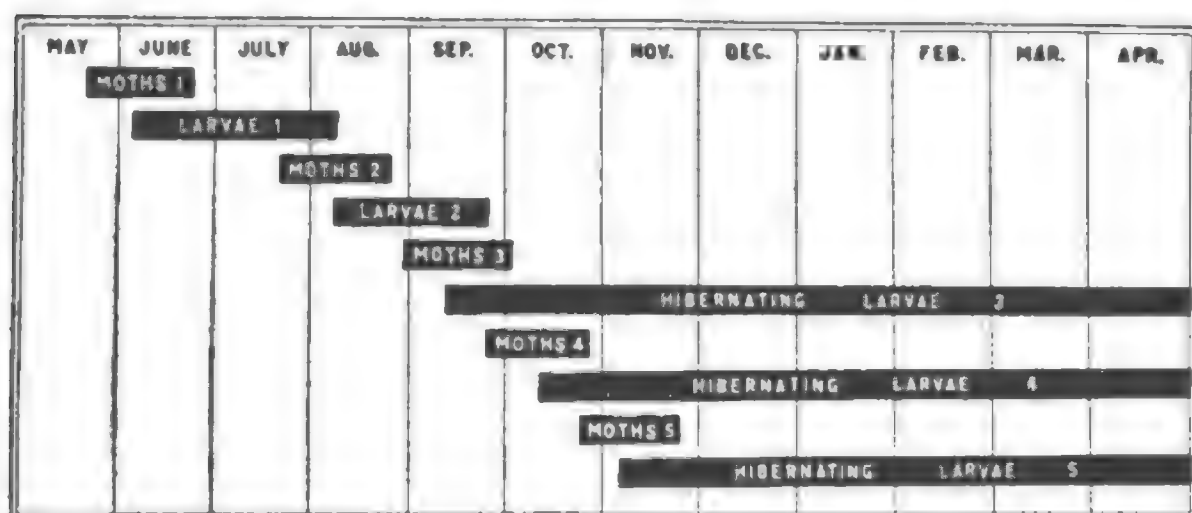 MAY JUNE JULY AUG. SEP. OCT. NOV. DEC. JAN. FEB. MAR. APR.
MOTHS 1
LARVAE 1
MOTHS 2
LARVAE 2
MOTHS 3
HIBERNATING LARVAE 3
MOTHS 4
HIBERNATING LARVAE 4
MOTHS 5
HIBERNATING LARVAE 5